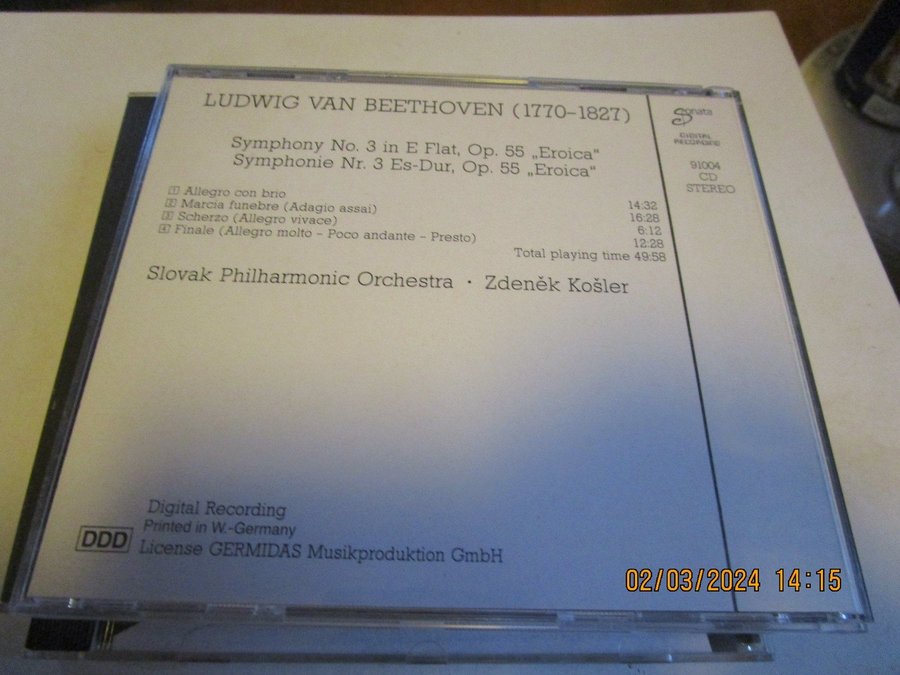 LUDWIG VAN BEETHOVEN (1770–1827)
Symphony No. 3 in E Flat, Op. 55 „Eroica“
Symphonie Nr. 3 Es-Dur, Op. 55 „Eroica“
1 Allegro con brio 14:32
2 Marcia funebre (Adagio assai) 16:28
3 Scherzo (Allegro vivace) 6:12
4 Finale (Allegro molto – Poco andante – Presto) 12:28
Total playing time 49:58
Slovak Philharmonic Orchestra · Zdeněk Košler
Sonata
DIGITAL
RECORDING
91004
CD
STEREO
Digital Recording
Printed in W.-Germany
DDD License GERMIDAS Musikproduktion GmbH
02/03/2024 14:15